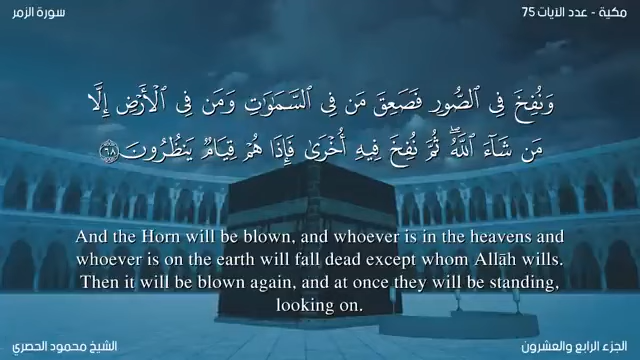 سورة الزمر
مكية - عدد الآيات 75
وَنُفِخَ فِى ٱلصُّورِ فَصَعِقَ مَن فِى ٱلسَّمَٰوَٰتِ وَمَن فِى ٱلْأَرْضِ إِلَّا
مَن شَآءَ ٱللَّهُ ۖ ثُمَّ نُفِخَ فِيهِ أُخْرَىٰ فَإِذَا هُمْ قِيَامٌ يَنظُرُونَ ٦٨
And the Horn will be blown, and whoever is in the heavens and
whoever is on the earth will fall dead except whom Allāh wills.
Then it will be blown again, and at once they will be standing,
looking on.
الشيخ محمود الحصري
الجزء الرابع والعشرون